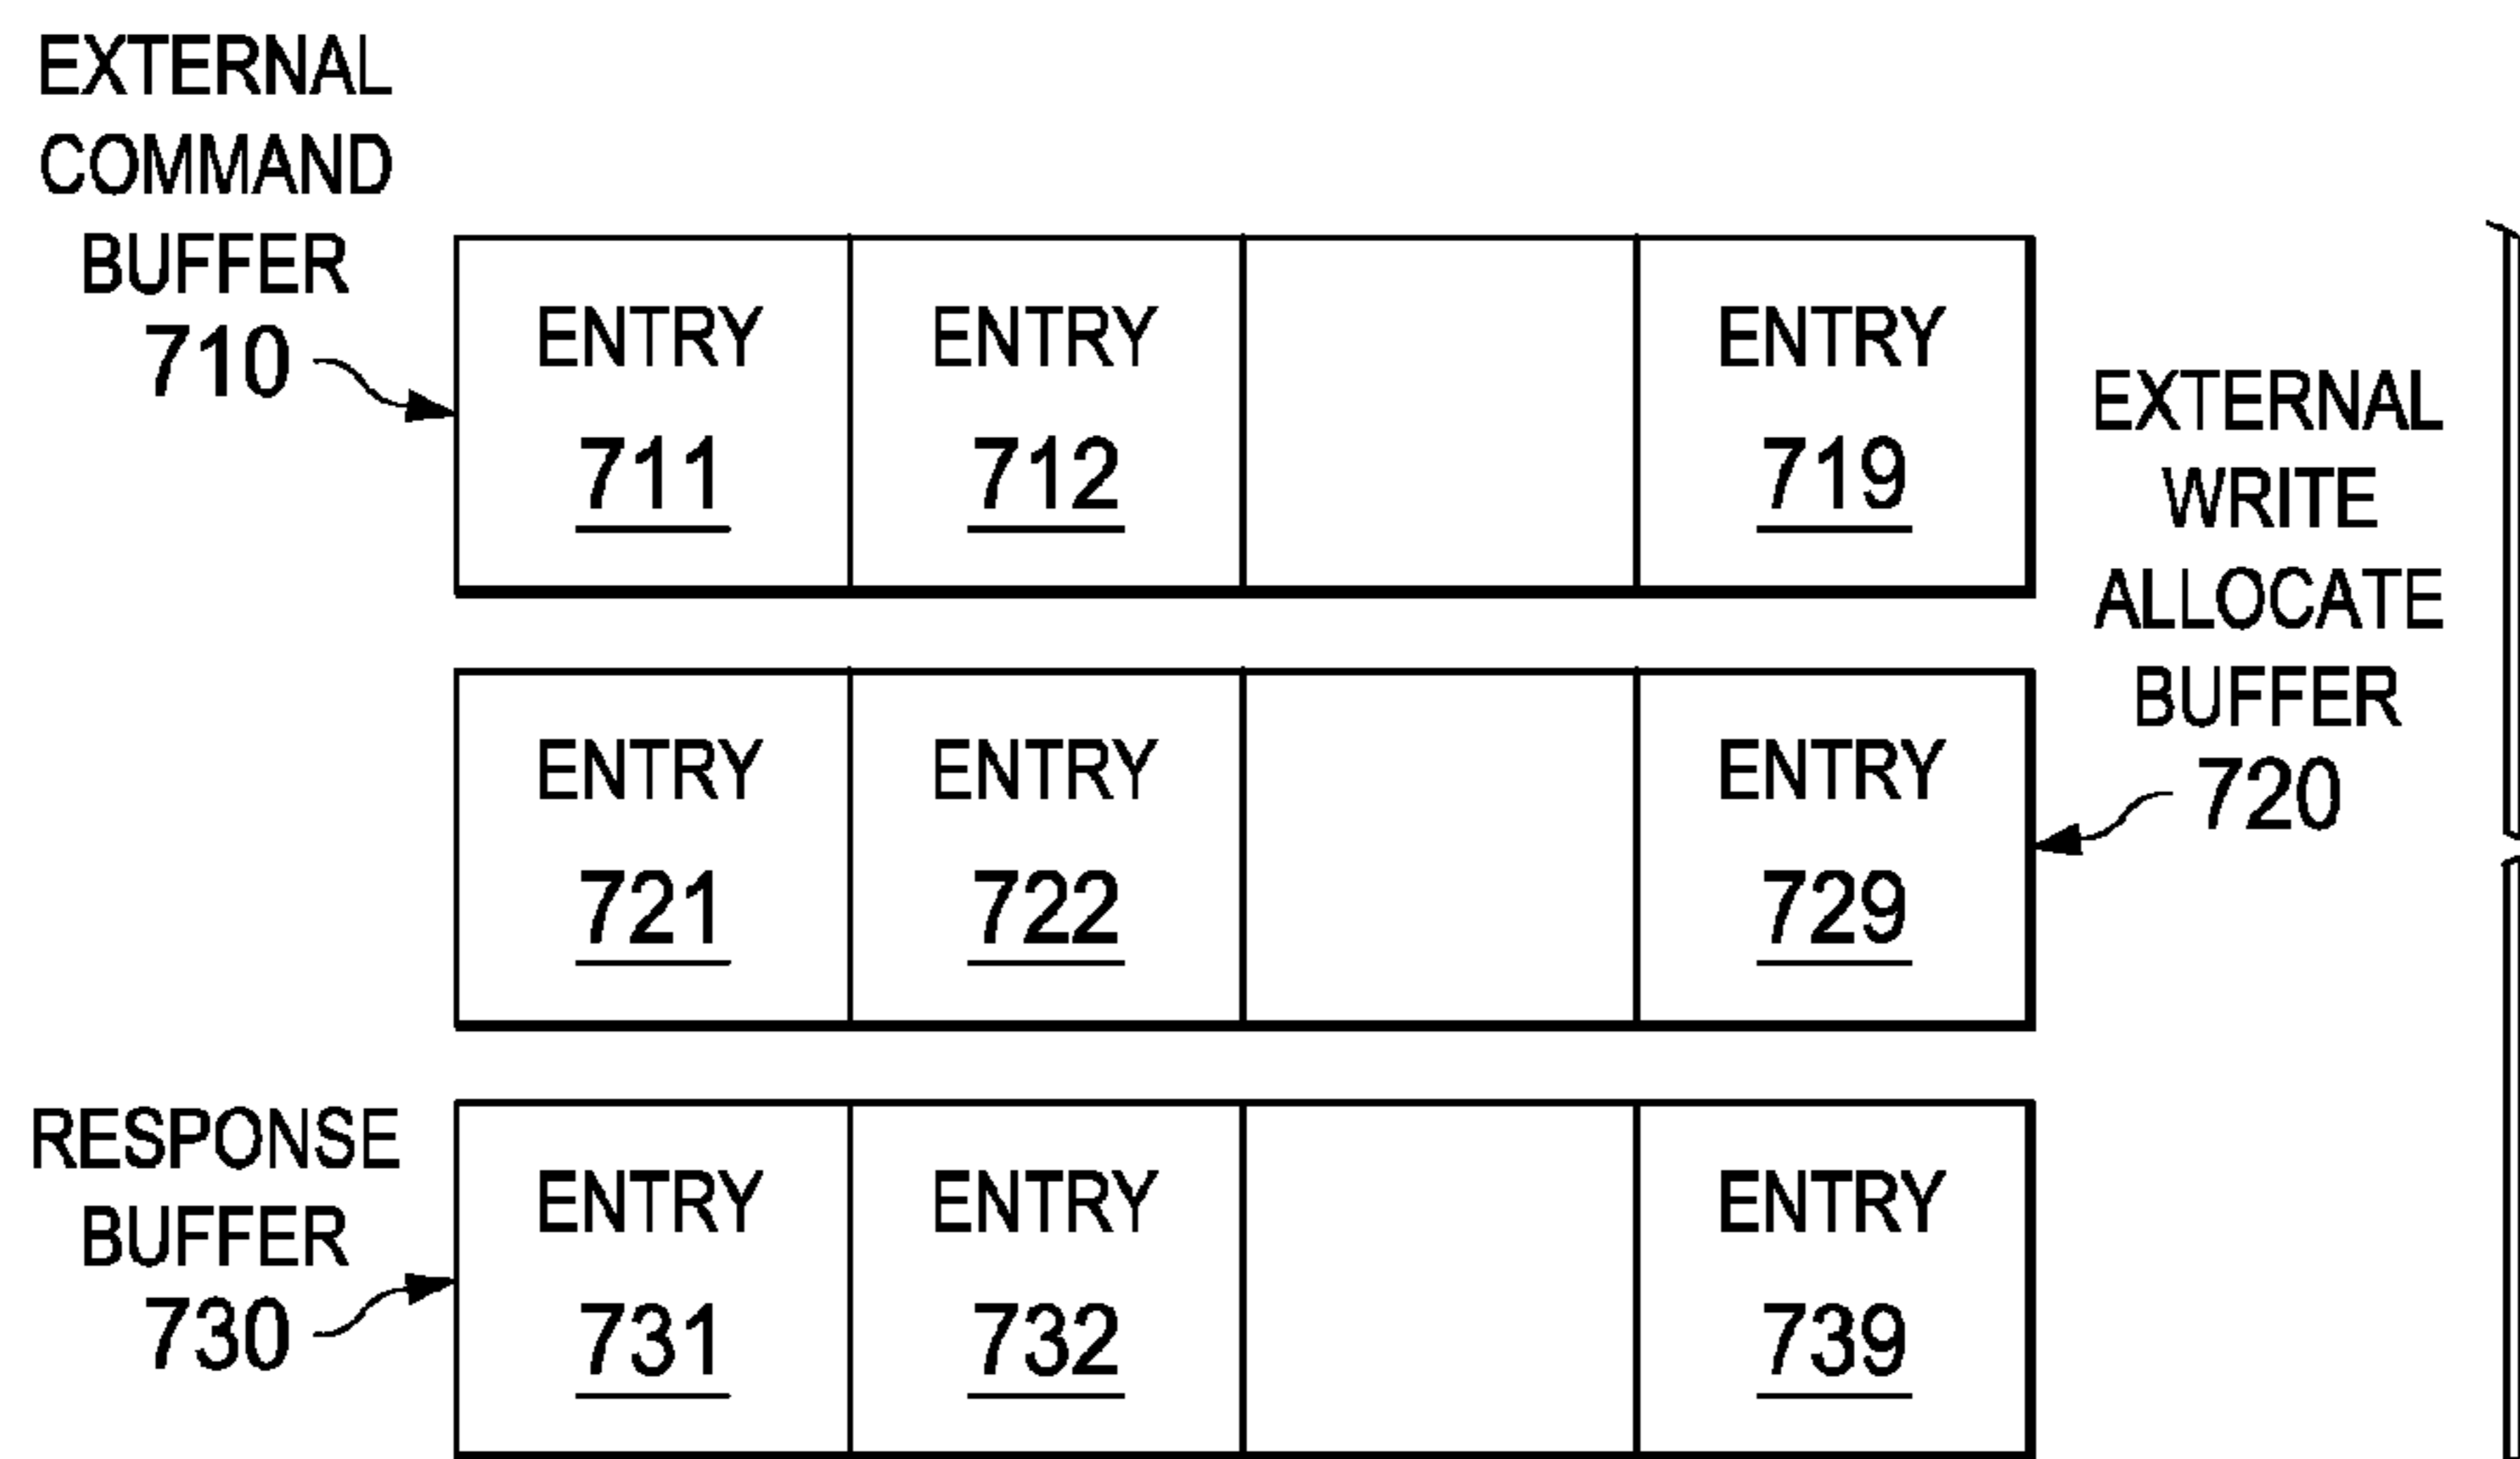 EXTERNAL
COMMAND
BUFFER
710
ENTRY ENTRY ENTRY
711 712 719
EXTERNAL
WRITE
ALLOCATE
BUFFER
720
ENTRY ENTRY ENTRY
721 722 729
RESPONSE
BUFFER
730
ENTRY ENTRY ENTRY
731 732 739